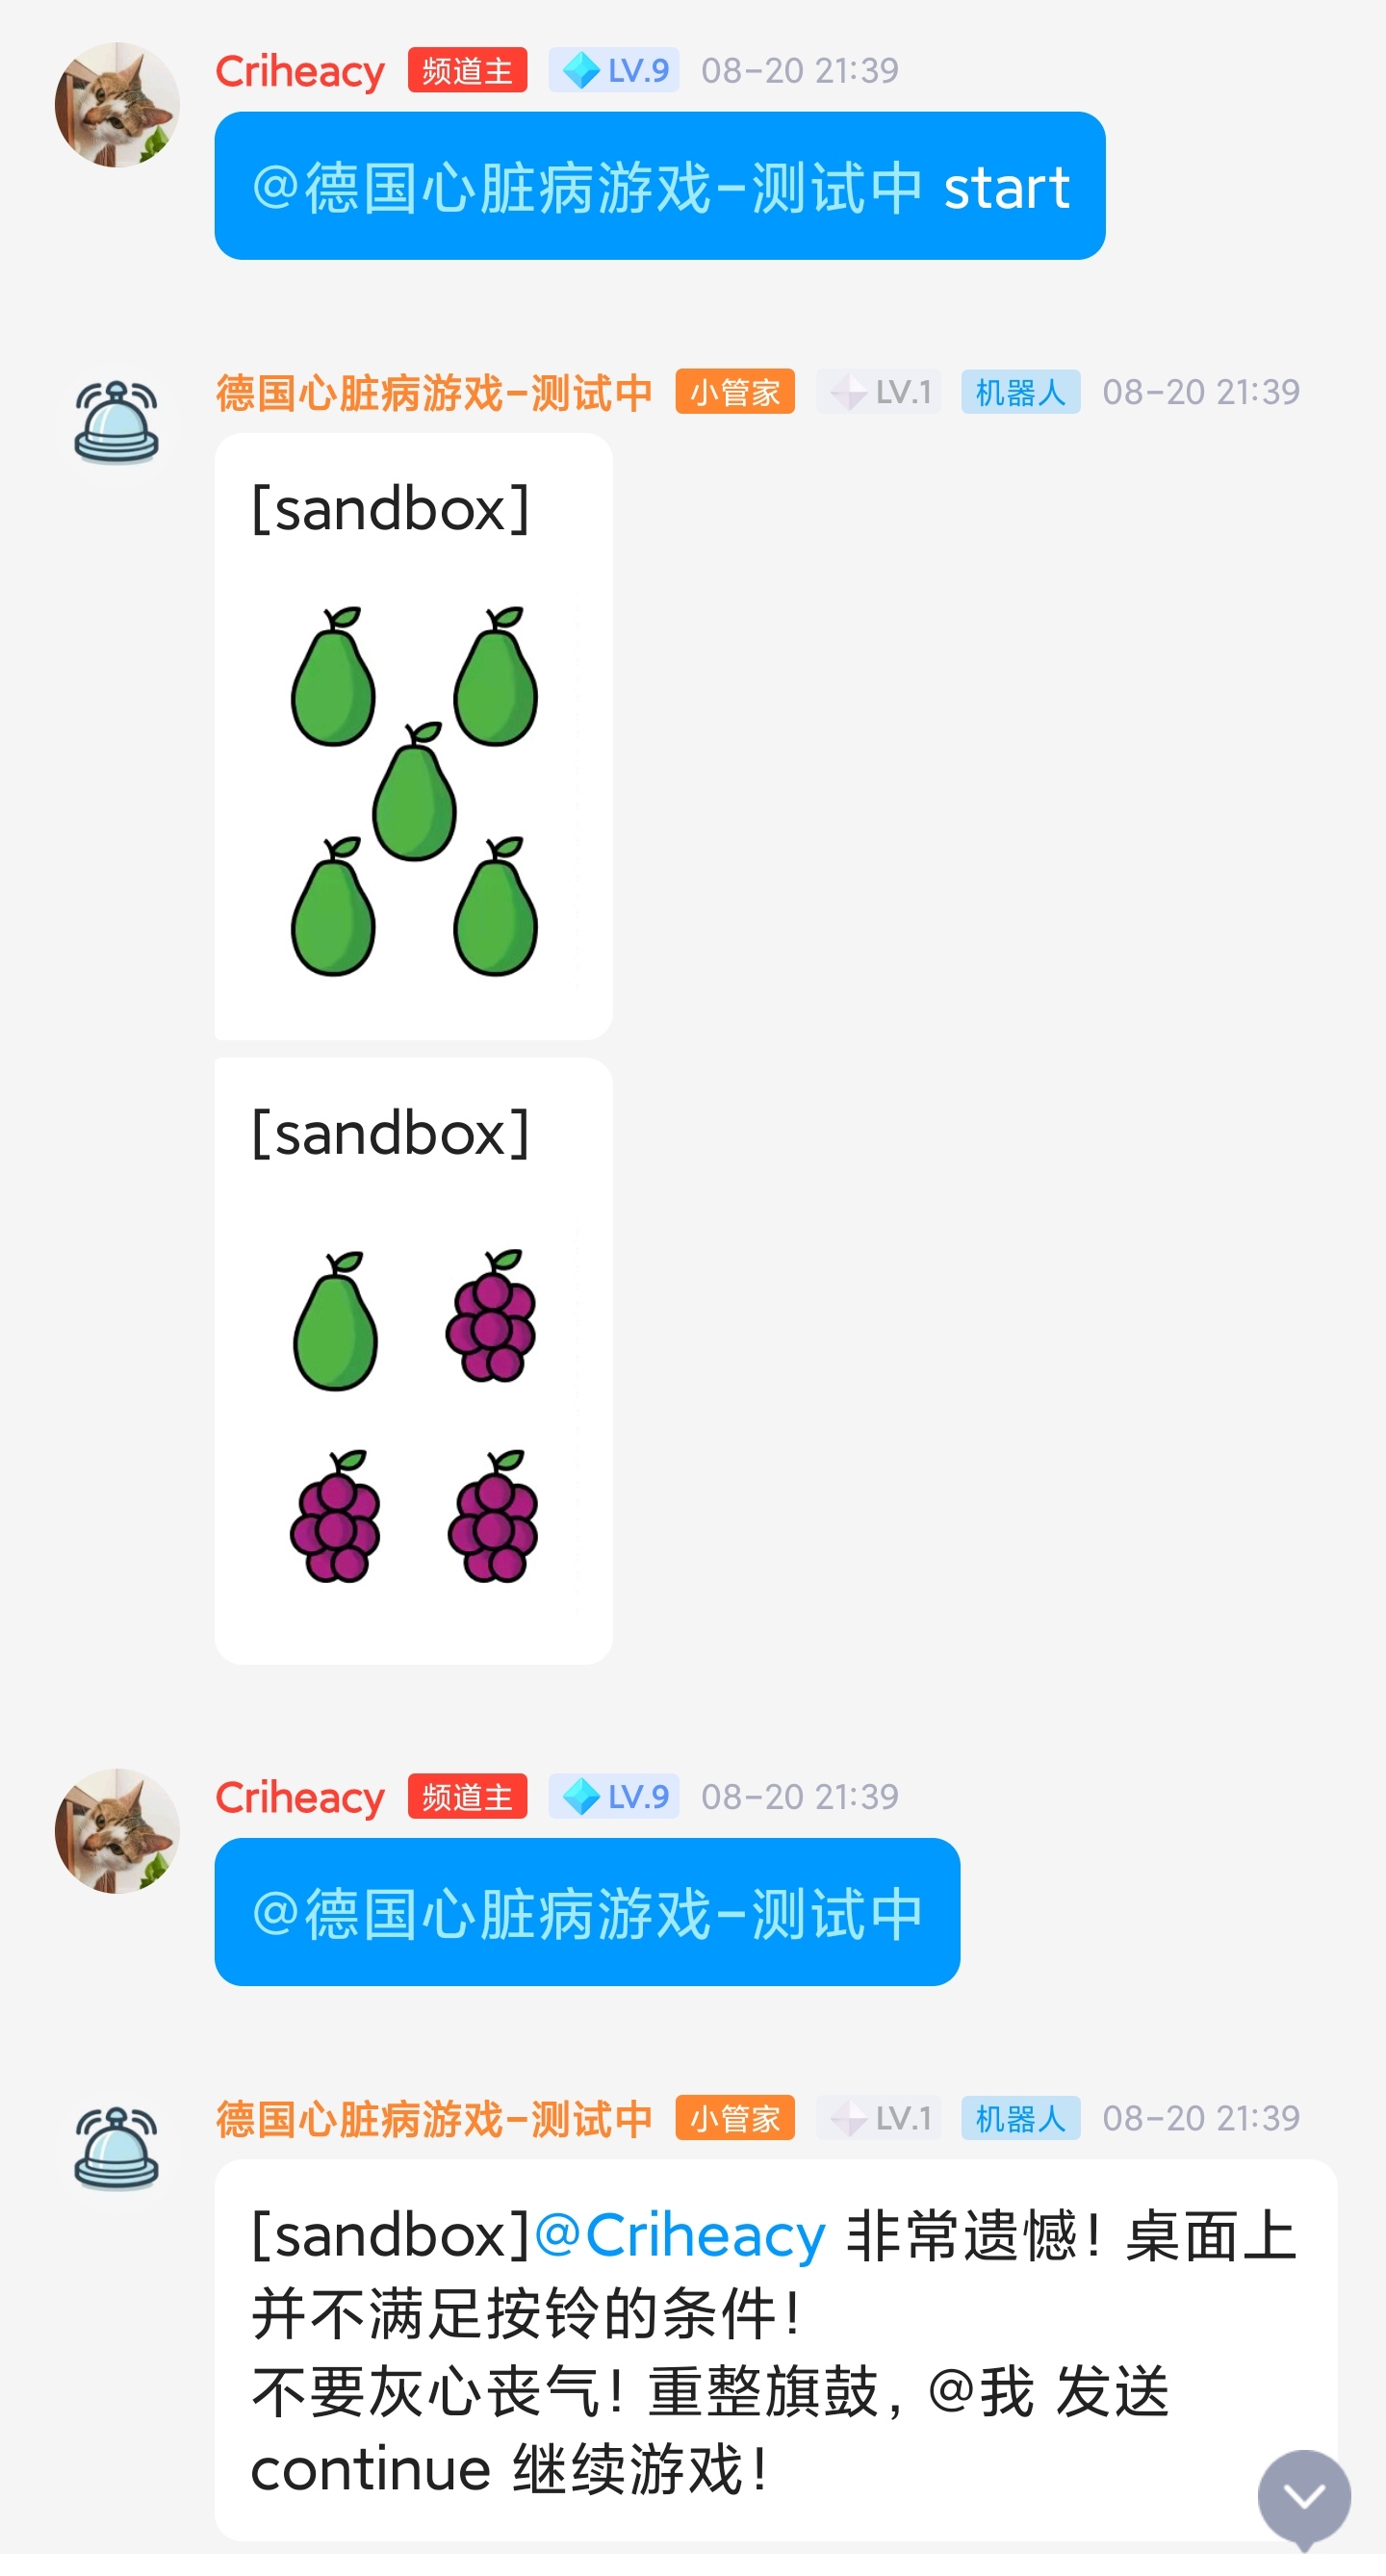 Criheacy 频道主 LV.9 08-20 21:39
@德国心脏病游戏-测试中 start
德国心脏病游戏-测试中 小管家 LV.1 机器人 08-20 21:39
[sandbox]
[sandbox]
Criheacy 频道主 LV.9 08-20 21:39
@德国心脏病游戏-测试中
德国心脏病游戏-测试中 小管家 LV.1 机器人 08-20 21:39
[sandbox]@Criheacy 非常遗憾！桌面上
并不满足按铃的条件！
不要灰心丧气！重整旗鼓，@我 发送
continue 继续游戏！